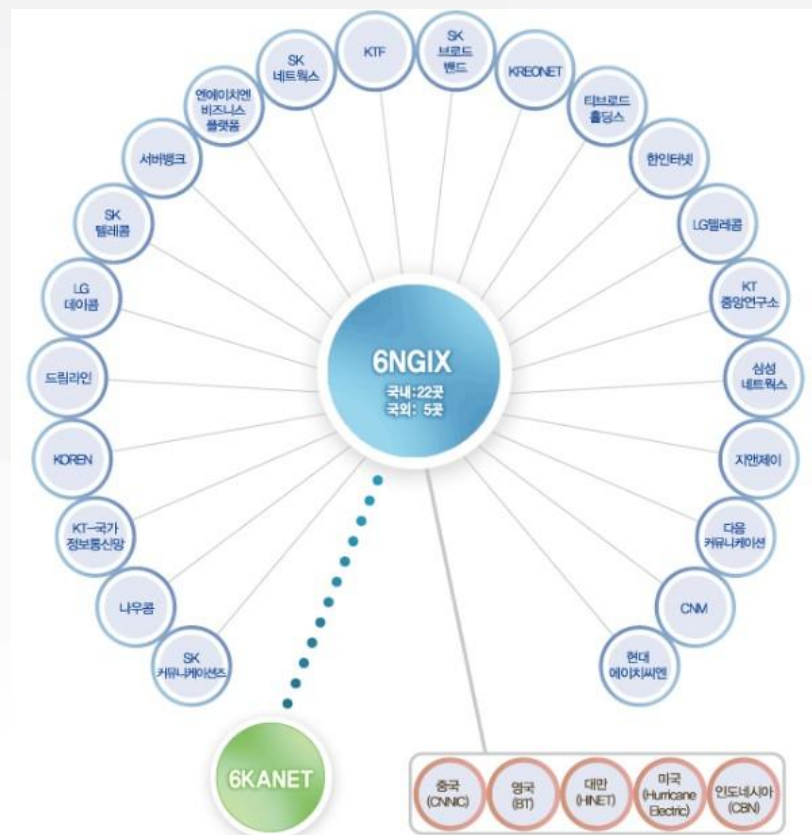 KTF
SK
브로드
밴드
KREONET
티브로드
홀딩스
한인터넷
LG텔레콤
KT
중앙연구소
삼성
네트웍스
지앤제이
다음
커뮤니케이션
CNM
현대
에이치씨엔
SK
네트웍스
엔에이치엔
비즈니스
플랫폼
서버뱅크
SK
텔레콤
LG
데이콤
드림라인
KOREN
KT-국가
정보통신망
나우콤
SK
커뮤니케이션즈
6NGIX
국내:22곳
국외: 5곳
6KANET
중국
(CNNIC)
영국
(BT)
대만
(HINET)
미국
(Hurricane
Electric)
인도네시아
(CBN)